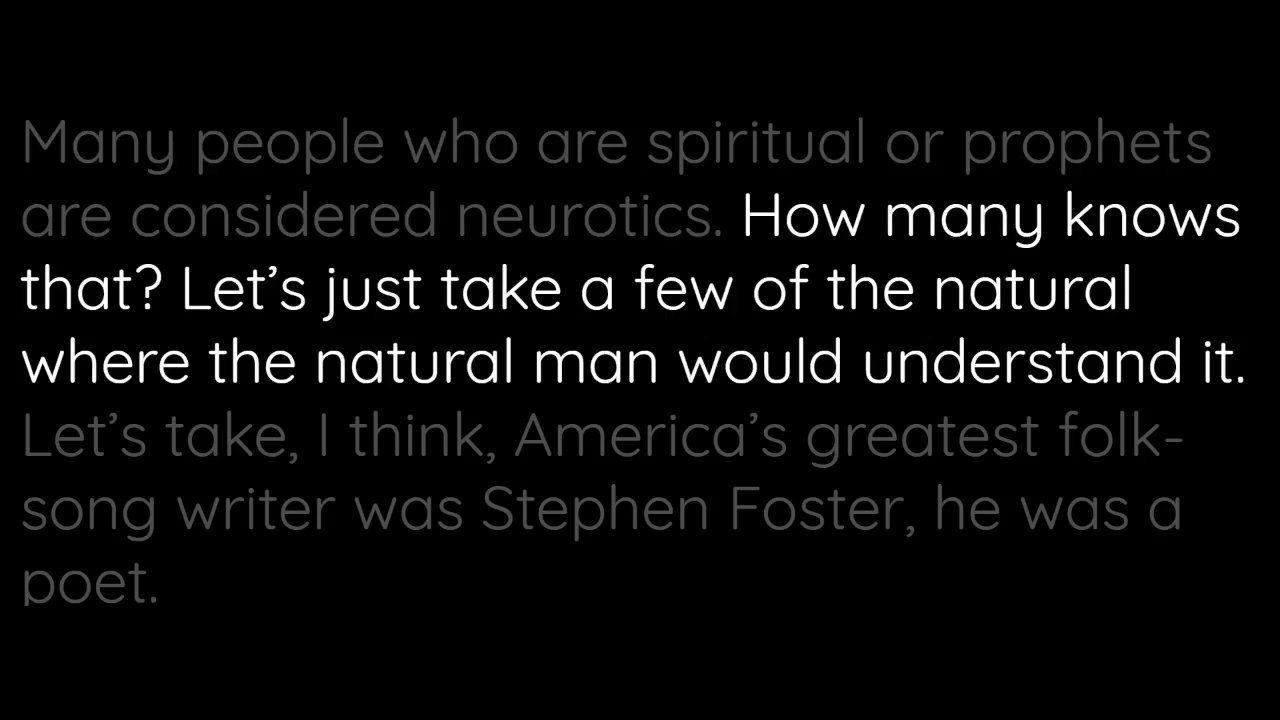 Many people who are spiritual or prophets
are considered neurotics. How many knows
that? Let’s just take a few of the natural
where the natural man would understand it.
Let’s take, I think, America’s greatest folk-
song writer was Stephen Foster, he was a
poet.